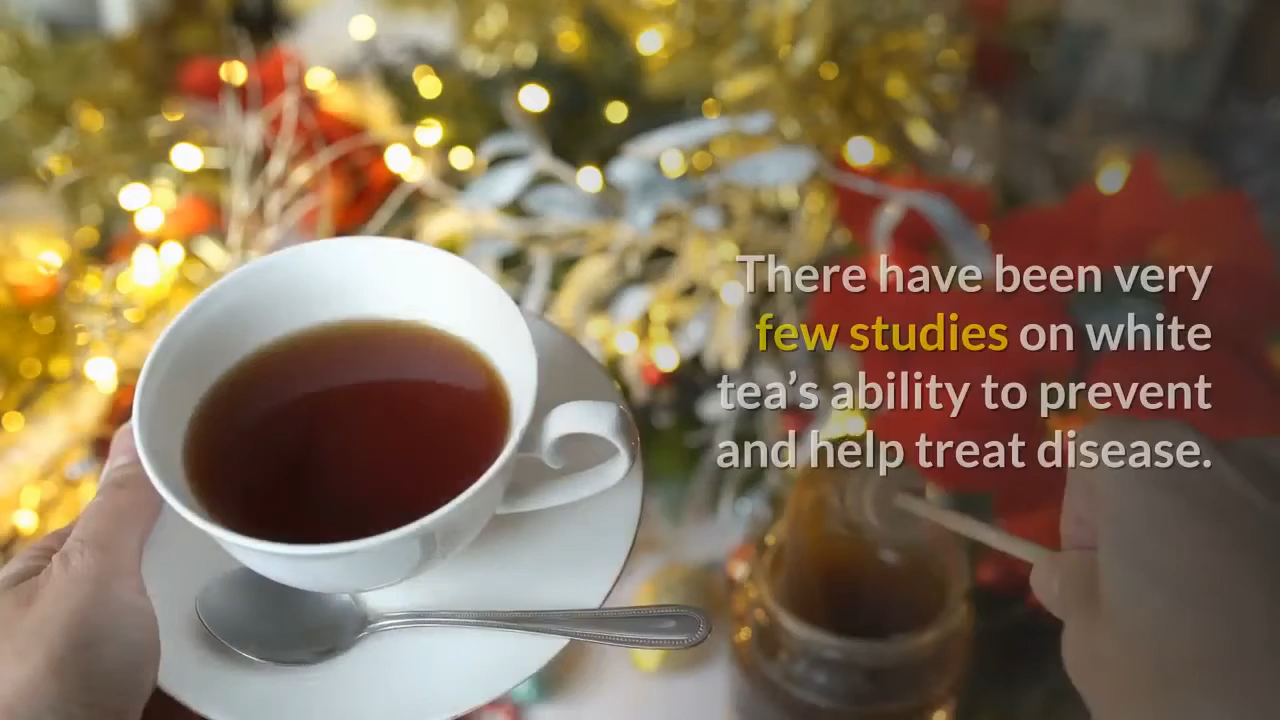 There have been very
few studies on white
tea’s ability to prevent
and help treat disease.